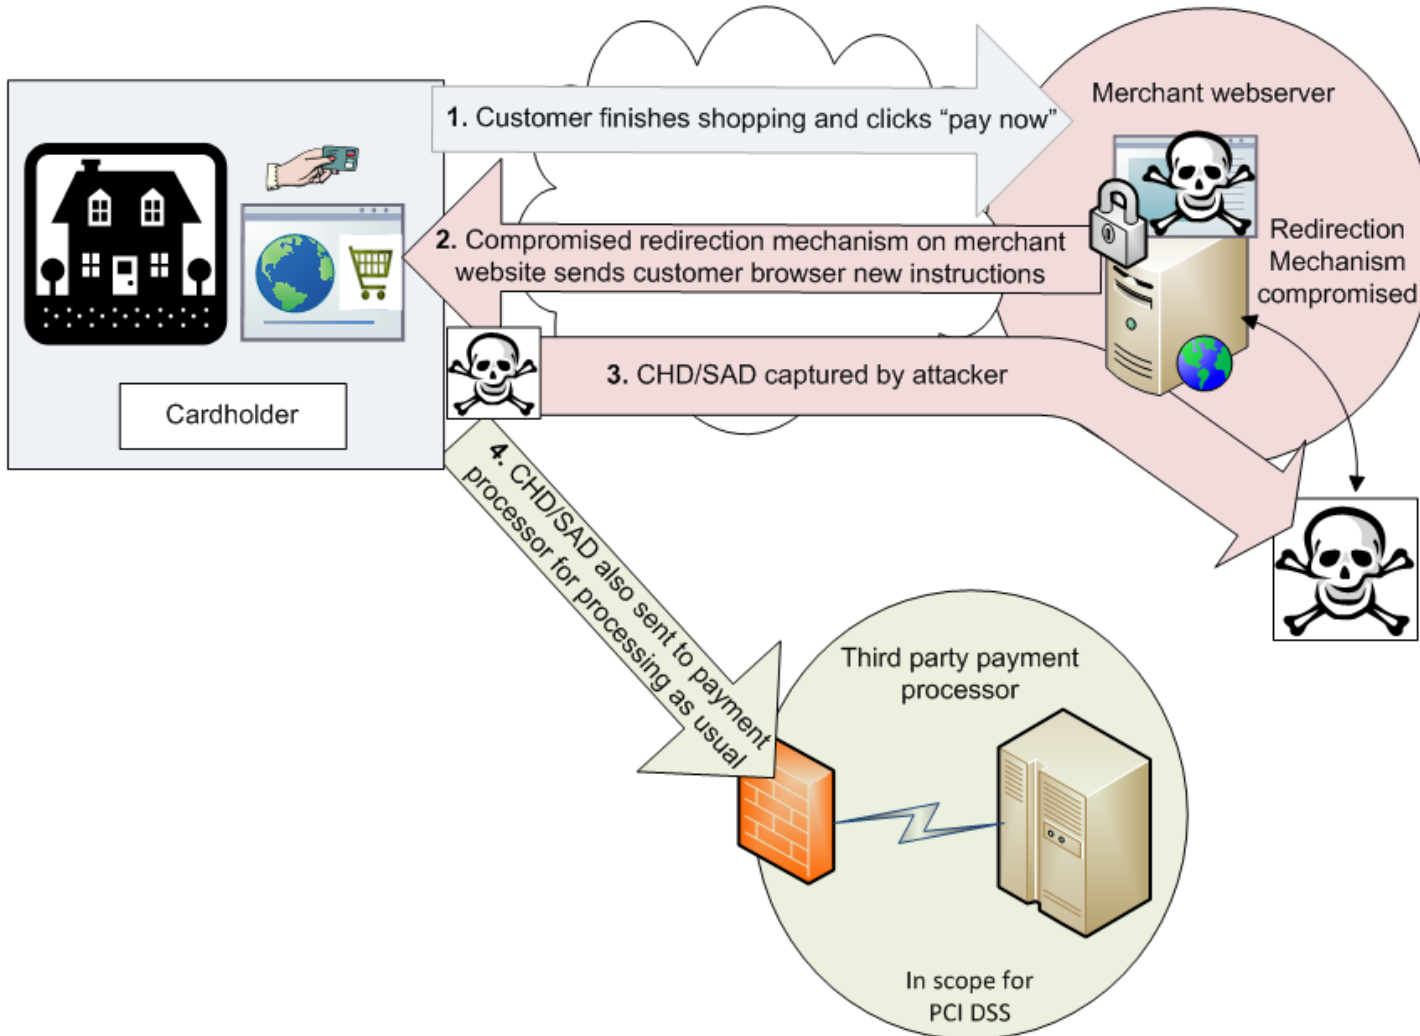 1. Customer finishes shopping and clicks “pay now”
Merchant webserver
2. Compromised redirection mechanism on merchant
website sends customer browser new instructions
Redirection
Mechanism
compromised
3. CHD/SAD captured by attacker
Cardholder
4. CHD/SAD also sent to payment
processor for processing as usual
Third party payment
processor
In scope for
PCI DSS